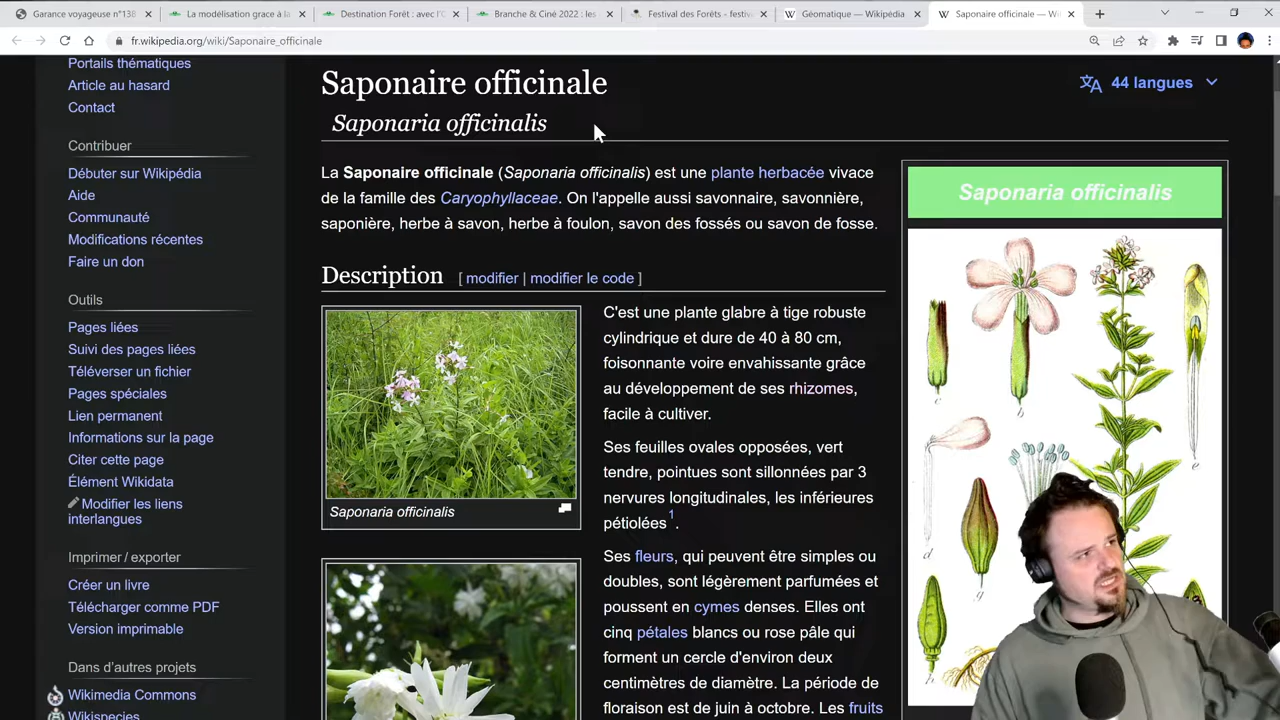 Garance voyageuse n°138
La modélisation grace à la
Destination Forêt : avec l'O
Branche & Ciné 2022 : les
Festival des Forêts - festiv
Géomatique — Wikipédia
Saponaire officinale — Wi
fr.wikipedia.org/wiki/Saponaire_officinale
Portails thématiques
Article au hasard
Contact
Contribuer
Débuter sur Wikipédia
Aide
Communauté
Modifications récentes
Faire un don
Outils
Pages liées
Suivi des pages liées
Téléverser un fichier
Pages spéciales
Lien permanent
Informations sur la page
Citer cette page
Élément Wikidata
Modifier les liens
interlangues
Imprimer / exporter
Créer un livre
Télécharger comme PDF
Version imprimable
Dans d'autres projets
Wikimedia Commons
Wikispecies
Saponaire officinale
44 langues
Saponaria officinalis
La Saponaire officinale (Saponaria officinalis) est une plante herbacée vivace
de la famille des Caryophyllaceae. On l'appelle aussi savonnaire, savonnière,
saponière, herbe à savon, herbe à foulon, savon des fossés ou savon de fosse.
Description [ modifier | modifier le code ]
Saponaria officinalis
C'est une plante glabre à tige robuste
cylindrique et dure de 40 à 80 cm,
foisonnante voire envahissante grâce
au développement de ses rhizomes,
facile à cultiver.
Ses feuilles ovales opposées, vert
tendre, pointues sont sillonnées par 3
nervures longitudinales, les inférieures
pétiolées 1.
Ses fleurs, qui peuvent être simples ou
doubles, sont légèrement parfumées et
poussent en cymes denses. Elles ont
cinq pétales blancs ou rose pâle qui
forment un cercle d'environ deux
centimètres de diamètre. La période de
floraison est de juin à octobre. Les fruits
Saponaria officinalis